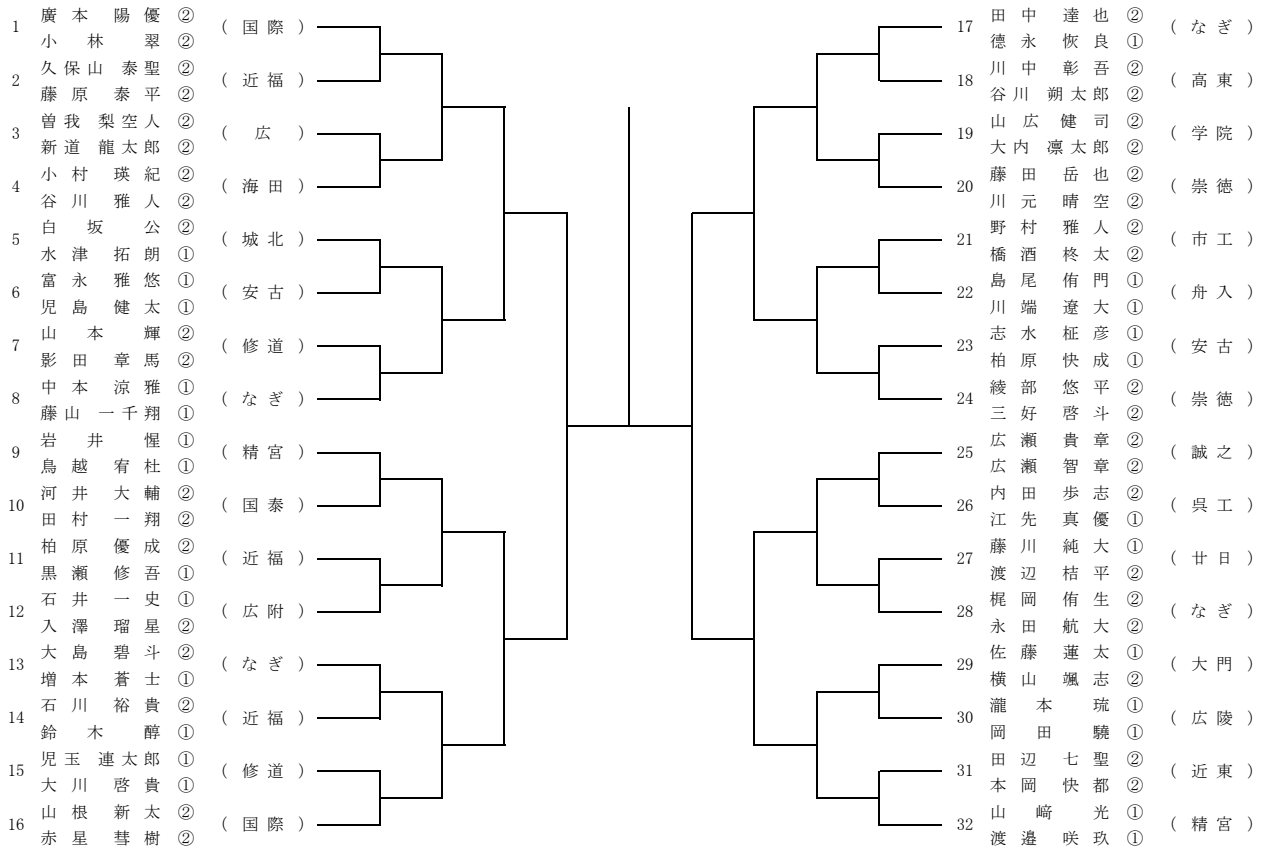 1 廣本 陽優 ② (国際)
小林 翠 ②
2 久保山 泰聖 ② (近福)
藤原 泰平 ②
3 曽我 梨空人 ② (広)
新道 龍太郎 ②
4 小村 瑛紀 ② (海田)
谷川 雅人 ②
5 白坂 公 ② (城北)
水津 拓朗 ①
6 富永 雅悠 ① (安古)
児島 健太 ①
7 山本 輝 ② (修道)
影田 章馬 ②
8 中本 涼雅 ① (なぎ)
藤山 一千翔 ①
9 岩井 惺 ① (精宮)
鳥越 宥杜 ①
10 河井 大輔 ② (国泰)
田村 一翔 ②
11 柏原 優成 ② (近福)
黒瀬 修吾 ①
12 石井 一史 ① (広附)
入澤 瑠星 ②
13 大島 碧斗 ② (なぎ)
増本 蒼士 ①
14 石川 裕貴 ② (近福)
鈴木 醇 ①
15 児玉 連太郎 ① (修道)
大川 啓貴 ①
16 山根 新太 ② (国際)
赤星 彗樹 ②
17 田中 達也 ② (なぎ)
德永 恢良 ①
18 川中 彰吾 ② (高東)
谷川 朔太郎 ②
19 山広 健司 ② (学院)
大内 凛太郎 ②
20 藤田 岳也 ② (崇徳)
川元 晴空 ②
21 野村 雅人 ② (市工)
橋酒 柊太 ②
22 島尾 侑門 ① (舟入)
川端 遼大 ①
23 志水 柾彦 ① (安古)
柏原 快成 ①
24 綾部 悠平 ② (崇徳)
三好 啓斗 ②
25 広瀬 貴章 ② (誠之)
広瀬 智章 ②
26 内田 歩志 ② (呉工)
江先 真優 ①
27 藤川 純大 ① (廿日)
渡辺 桔平 ②
28 梶岡 侑生 ② (なぎ)
永田 航大 ②
29 佐藤 蓮太 ① (大門)
横山 颯志 ②
30 瀧本 琉 ① (広陵)
岡田 驍 ①
31 田辺 七聖 ② (近東)
本岡 快都 ②
32 山﨑 光 ① (精宮)
渡邉 咲玖 ①